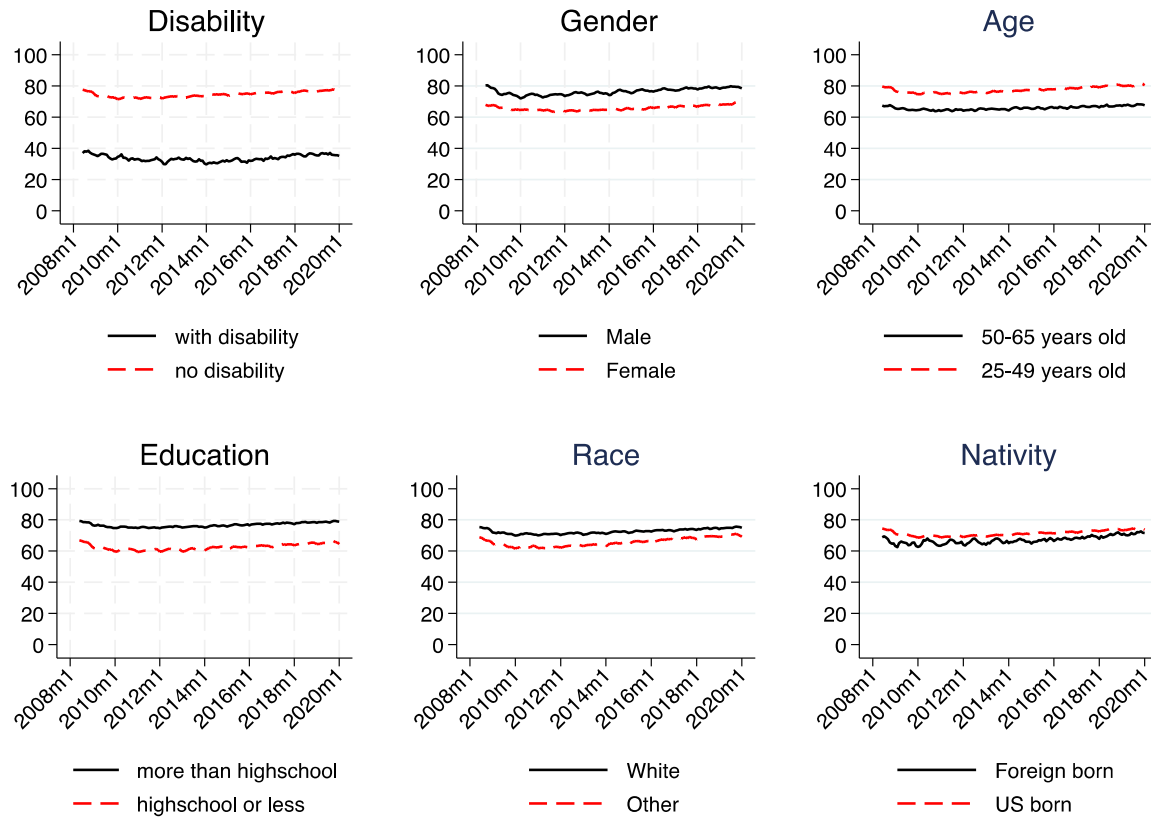 Disability
100
80
60
40
20
0
2008m1
2010m1
2012m1
2014m1
2016m1
2018m1
2020m1
with disability
no disability
Gender
100
80
60
40
20
0
2008m1
2010m1
2012m1
2014m1
2016m1
2018m1
2020m1
Male
Female
Age
100
80
60
40
20
0
2008m1
2010m1
2012m1
2014m1
2016m1
2018m1
2020m1
50-65 years old
25-49 years old
Education
100
80
60
40
20
0
2008m1
2010m1
2012m1
2014m1
2016m1
2018m1
2020m1
more than highschool
highschool or less
Race
100
80
60
40
20
0
2008m1
2010m1
2012m1
2014m1
2016m1
2018m1
2020m1
White
Other
Nativity
100
80
60
40
20
0
2008m1
2010m1
2012m1
2014m1
2016m1
2018m1
2020m1
Foreign born
US born